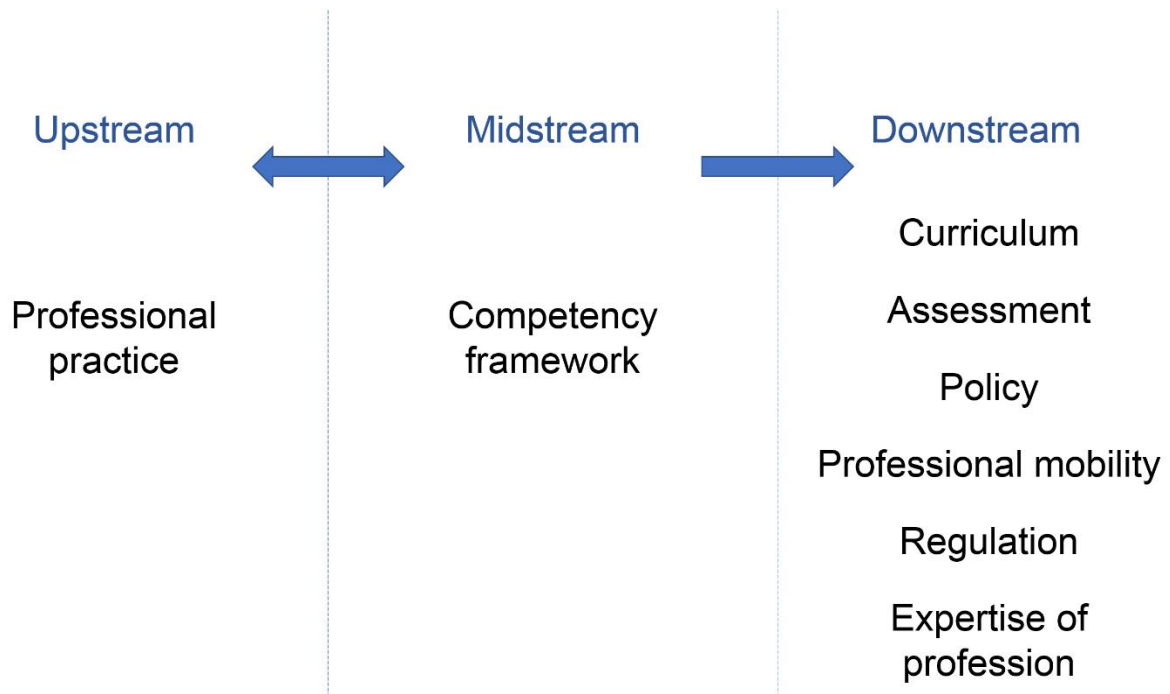 Upstream
Midstream
Downstream
Professional
practice
Competency
framework
Curriculum
Assessment
Policy
Professional mobility
Regulation
Expertise of
profession